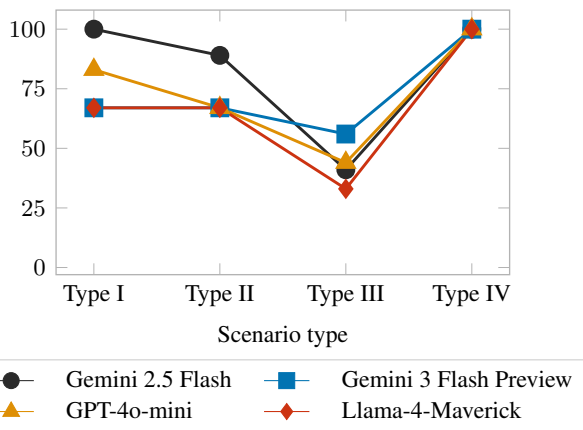 100
75
50
25
0
Type I Type II Type III Type IV
Scenario type
Gemini 2.5 Flash Gemini 3 Flash Preview
GPT-4o-mini Llama-4-Maverick